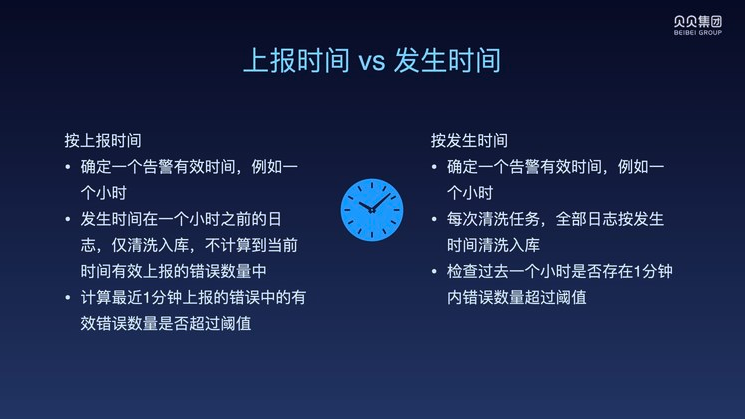 贝贝集团
BEIBEI GROUP
上报时间 vs 发生时间
按上报时间
• 确定一个告警有效时间，例如一
个小时
• 发生时间在一个小时之前的日
志，仅清洗入库，不计算到当前
时间有效上报的错误数量中
• 计算最近1分钟上报的错误中的有
效错误数量是否超过阈值
按发生时间
• 确定一个告警有效时间，例如一
个小时
• 每次清洗任务，全部日志按发生
时间清洗入库
• 检查过去一个小时是否存在1分钟
内错误数量超过阈值